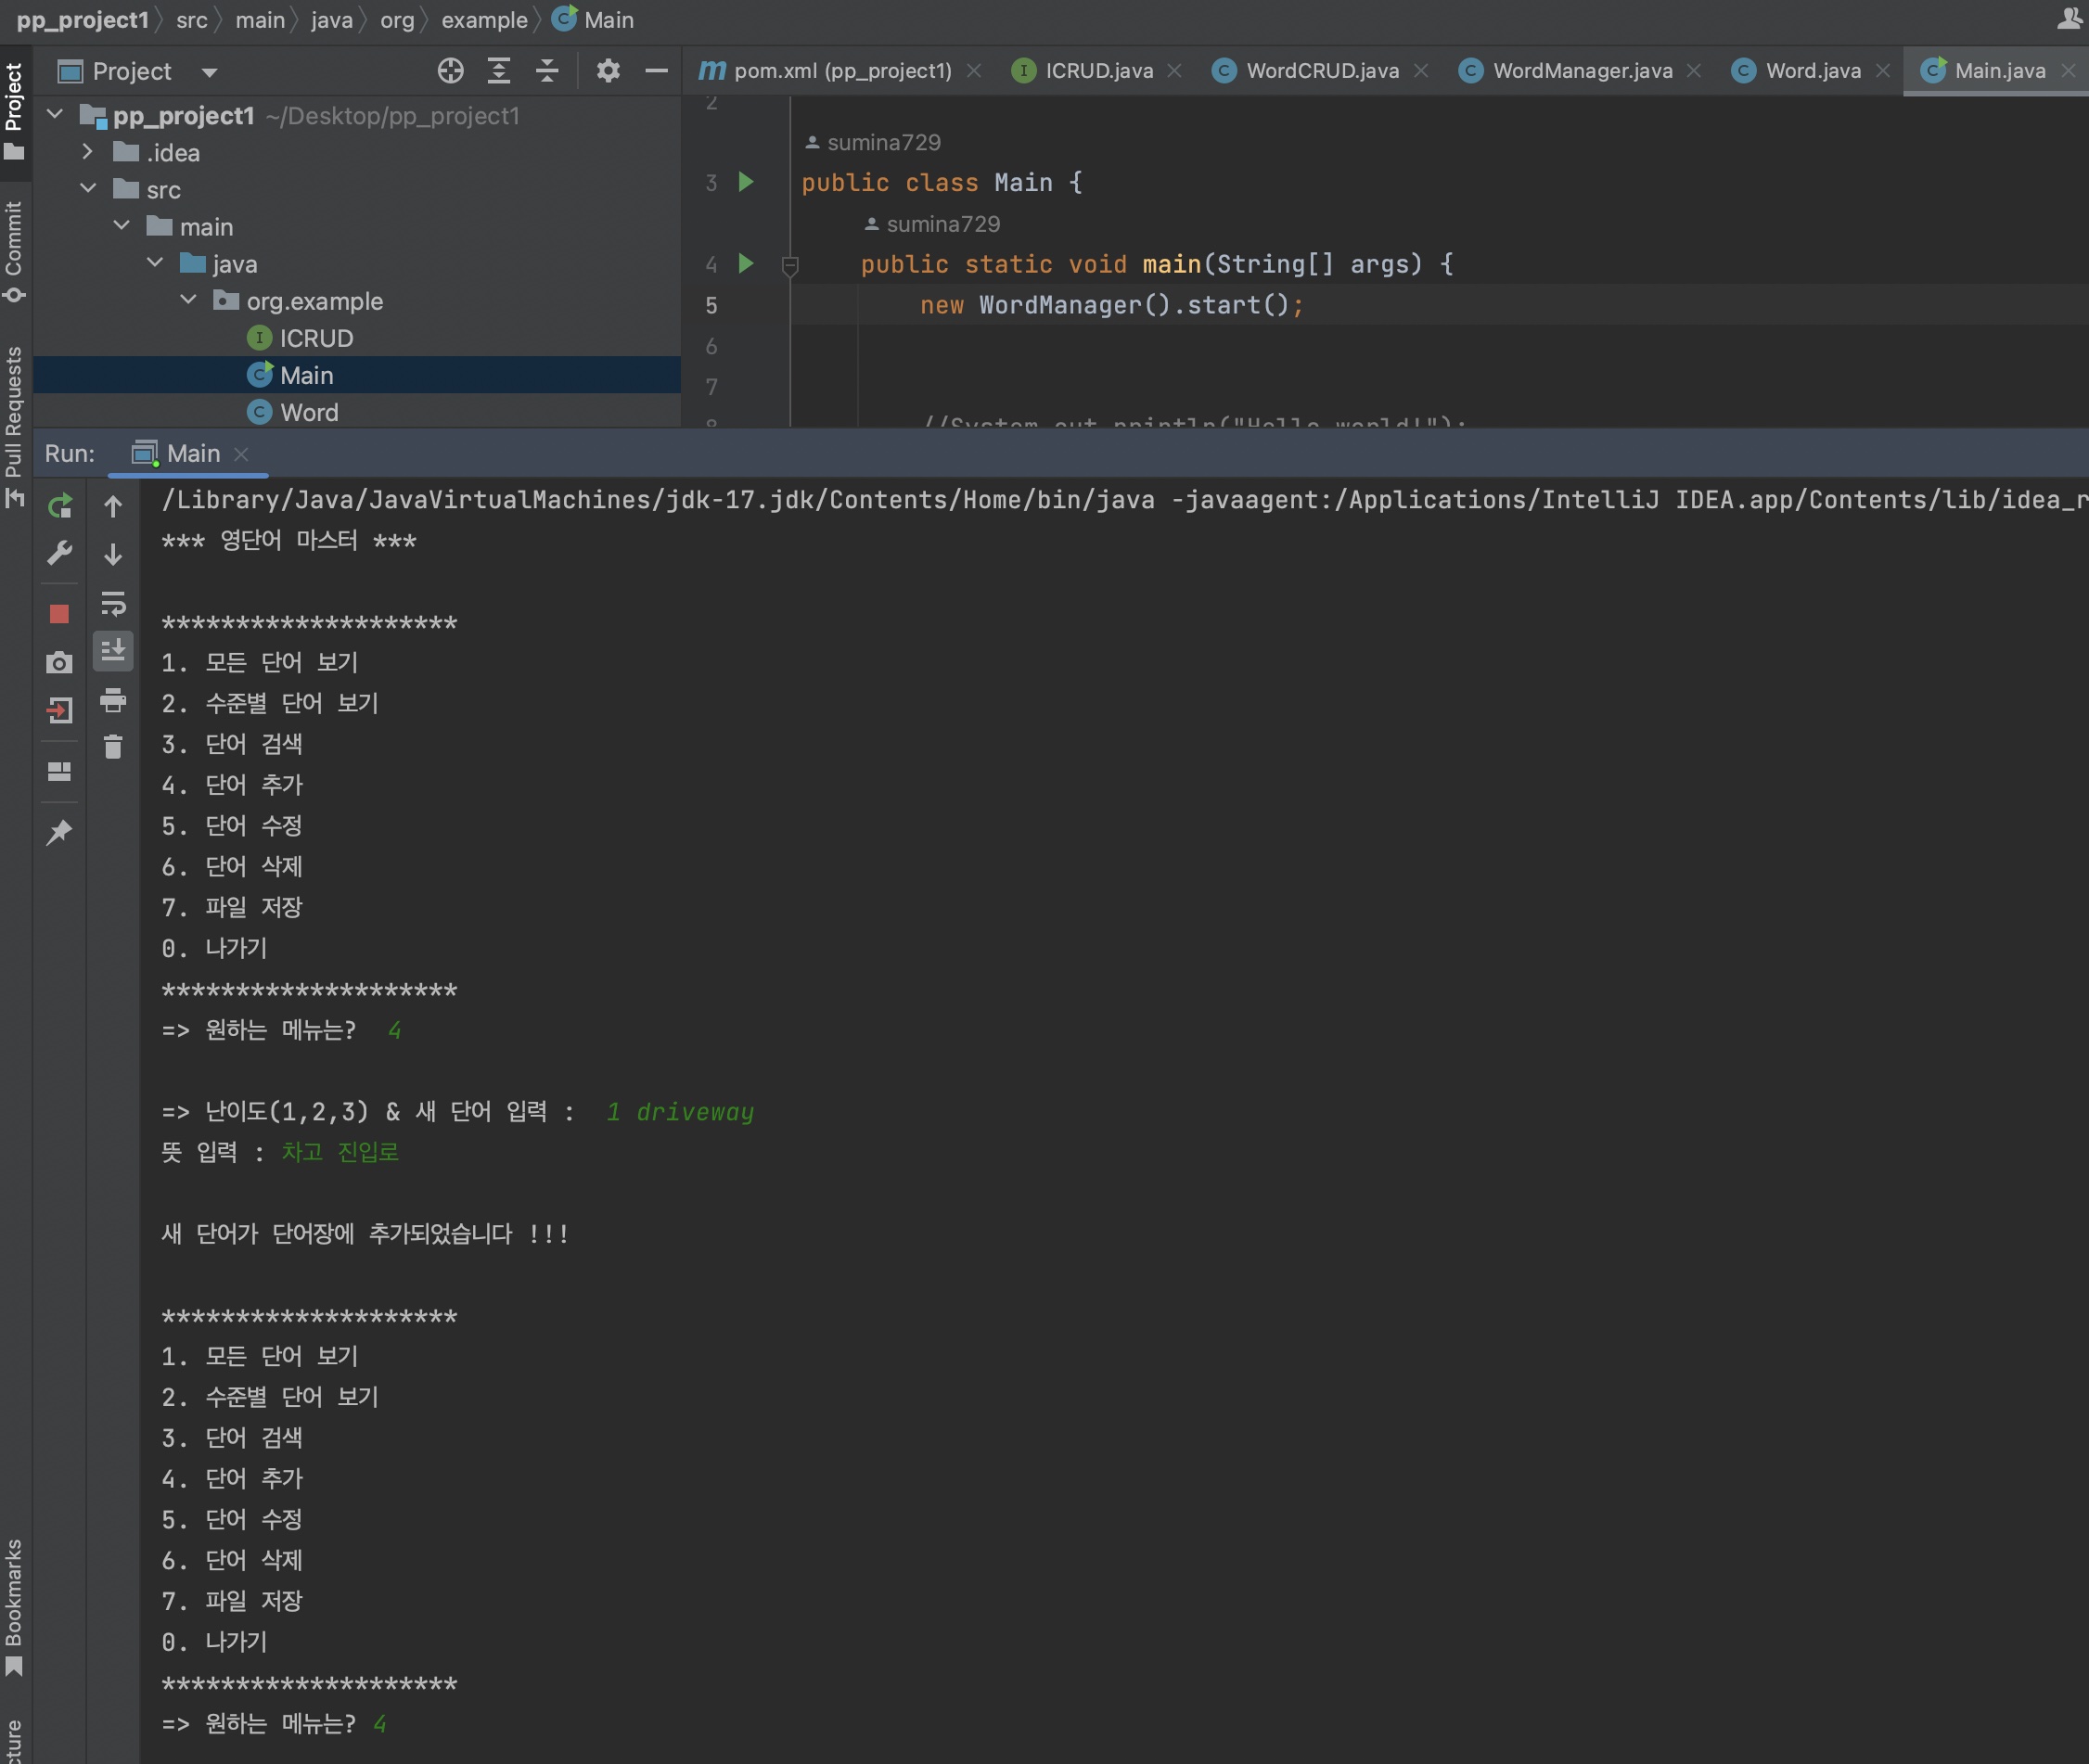 pp_project1 src main java org example Main
Project
pom.xml (pp_project1) ICRUD.java WordCRUD.java WordManager.java Word.java Main.java
Project
Commit
Pull Requests
Bookmarks
pp_project1 ~/Desktop/pp_project1
.idea
src
main
java
org.example
ICRUD
Main
Word
2
sumina729
3 public class Main {
sumina729
4 public static void main(String[] args) {
5 new WordManager().start();
6
7
8 //System.out.println("Hello world!");
Run: Main
/Library/Java/JavaVirtualMachines/jdk-17.jdk/Contents/Home/bin/java -javaagent:/Applications/IntelliJ IDEA.app/Contents/lib/idea_r
*** 영단어 마스터 ***
********************
1. 모든 단어 보기
2. 수준별 단어 보기
3. 단어 검색
4. 단어 추가
5. 단어 수정
6. 단어 삭제
7. 파일 저장
0. 나가기
********************
=> 원하는 메뉴는? 4
=> 난이도(1,2,3) & 새 단어 입력 : 1 driveway
뜻 입력 : 차고 진입로
새 단어가 단어장에 추가되었습니다 !!!
********************
1. 모든 단어 보기
2. 수준별 단어 보기
3. 단어 검색
4. 단어 추가
5. 단어 수정
6. 단어 삭제
7. 파일 저장
0. 나가기
********************
=> 원하는 메뉴는? 4